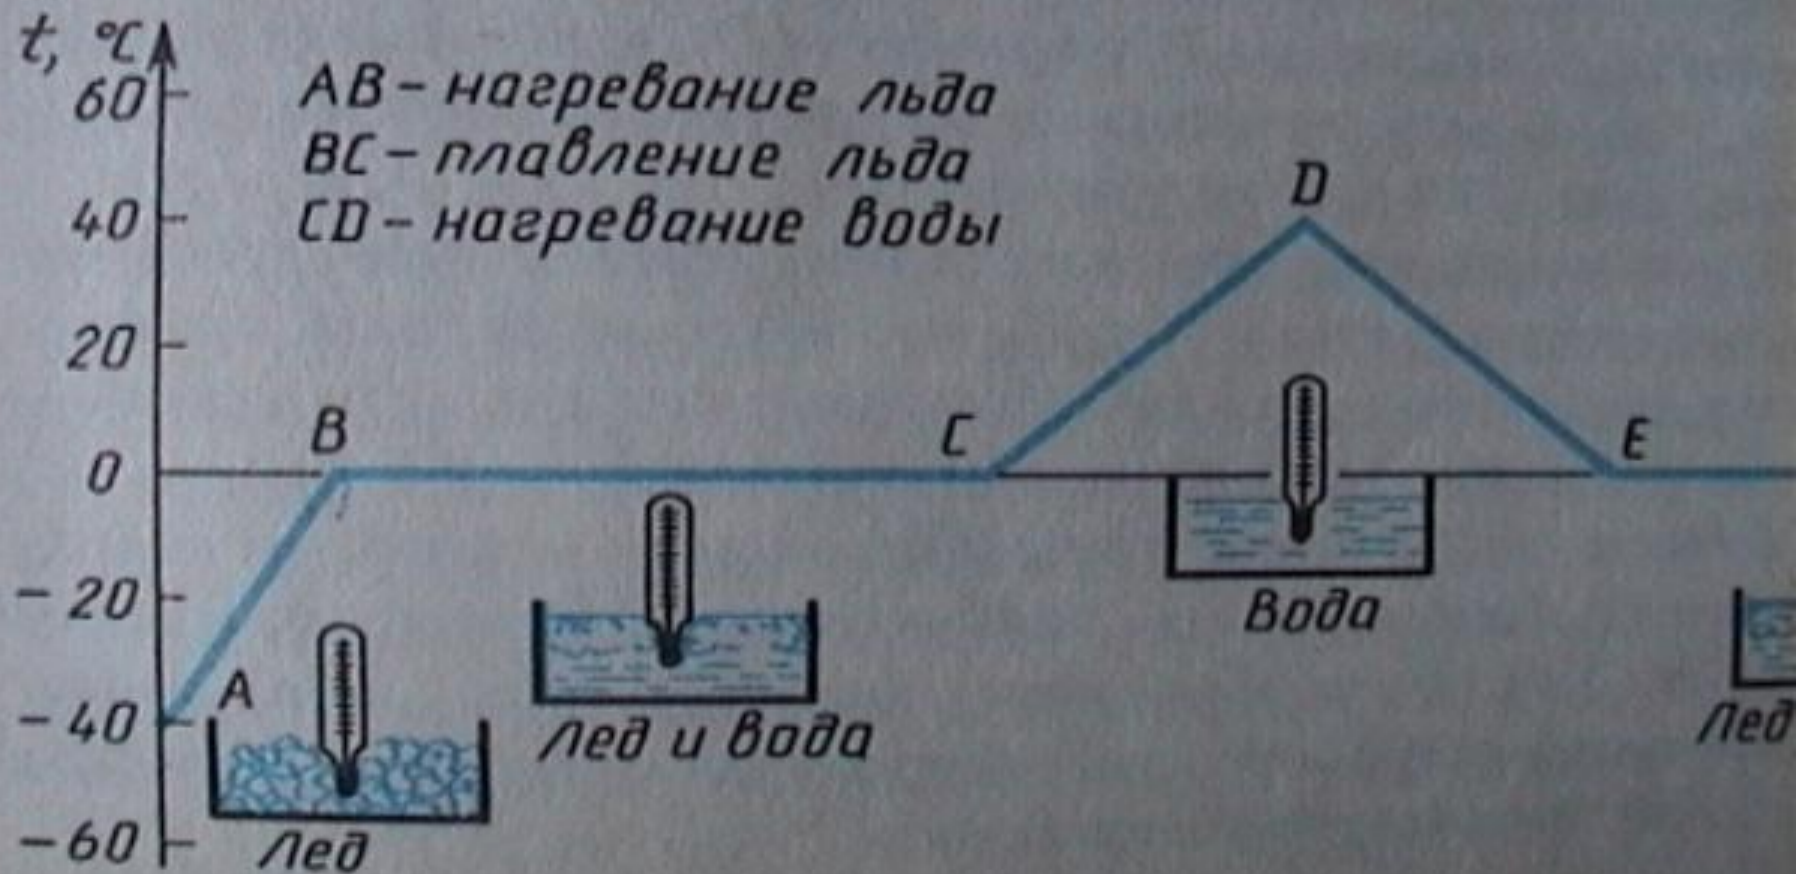 t, °C
60
AB – нагревание льда
BC – плавление льда
CD – нагревание воды
D
40
20
B
C
E
0
– 20
Вода
A
– 40
Лед и вода
Лед
– 60
Лед